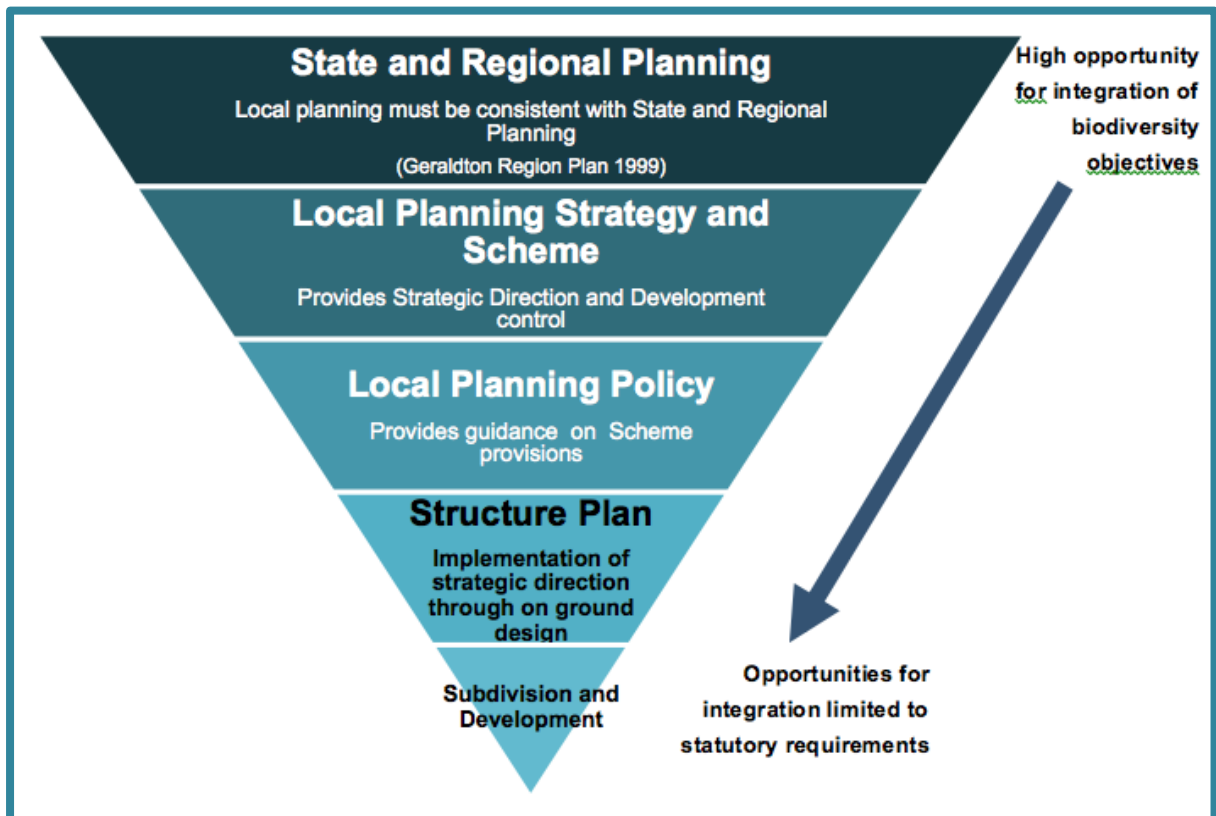 State and Regional Planning
Local planning must be consistent with State and Regional
Planning
(Geraldton Region Plan 1999)
Local Planning Strategy and
Scheme
Provides Strategic Direction and Development
control
Local Planning Policy
Provides guidance on Scheme
provisions
Structure Plan
Implementation of
strategic direction
through on ground
design
Subdivision and
Development
High opportunity
for integration of
biodiversity
objectives
Opportunities for
integration limited to
statutory requirements